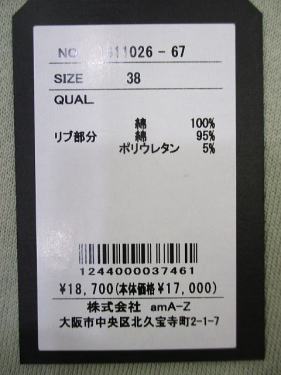 NO 611026-67
SIZE 38
QUAL.
綿 100%
リブ部分 綿 95%
ポリウレタン 5%
1244000037461
¥18,700(本体価格¥17,000)
株式会社 amA-Z
大阪市中央区北久宝寺町2-1-7